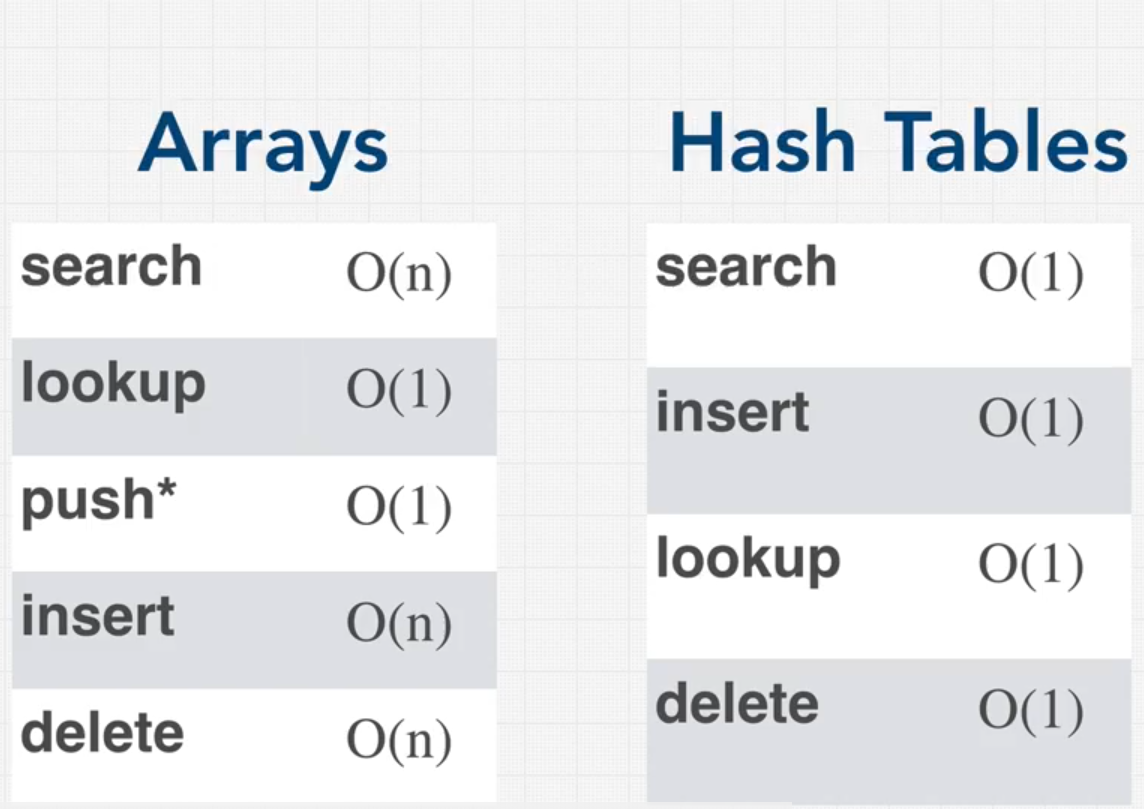 Arrays
search O(n)
lookup O(1)
push* O(1)
insert O(n)
delete O(n)
Hash Tables
search O(1)
insert O(1)
lookup O(1)
delete O(1)